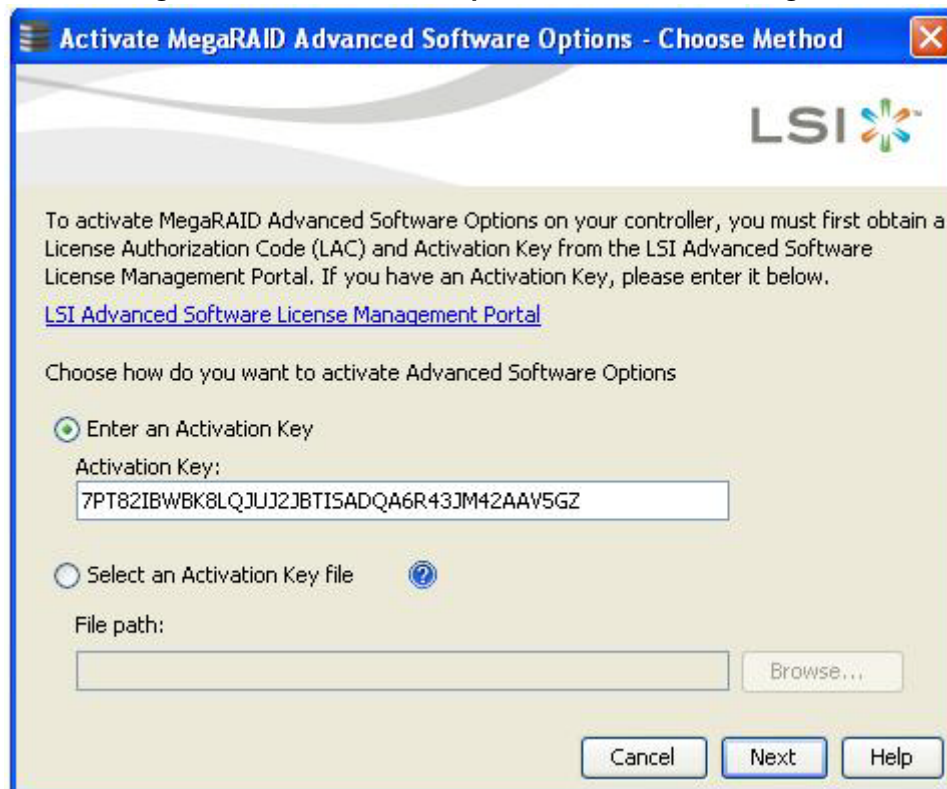 Activate MegaRAID Advanced Software Options - Choose Method
LSI
To activate MegaRAID Advanced Software Options on your controller, you must first obtain a
License Authorization Code (LAC) and Activation Key from the LSI Advanced Software
License Management Portal. If you have an Activation Key, please enter it below.
LSI Advanced Software License Management Portal
Choose how do you want to activate Advanced Software Options
Enter an Activation Key
Activation Key:
7PT82IBWBK8LQJUJ2JBTISADQA6R43JM42AAV5GZ
Select an Activation Key file
File path:
Browse...
Cancel Next Help